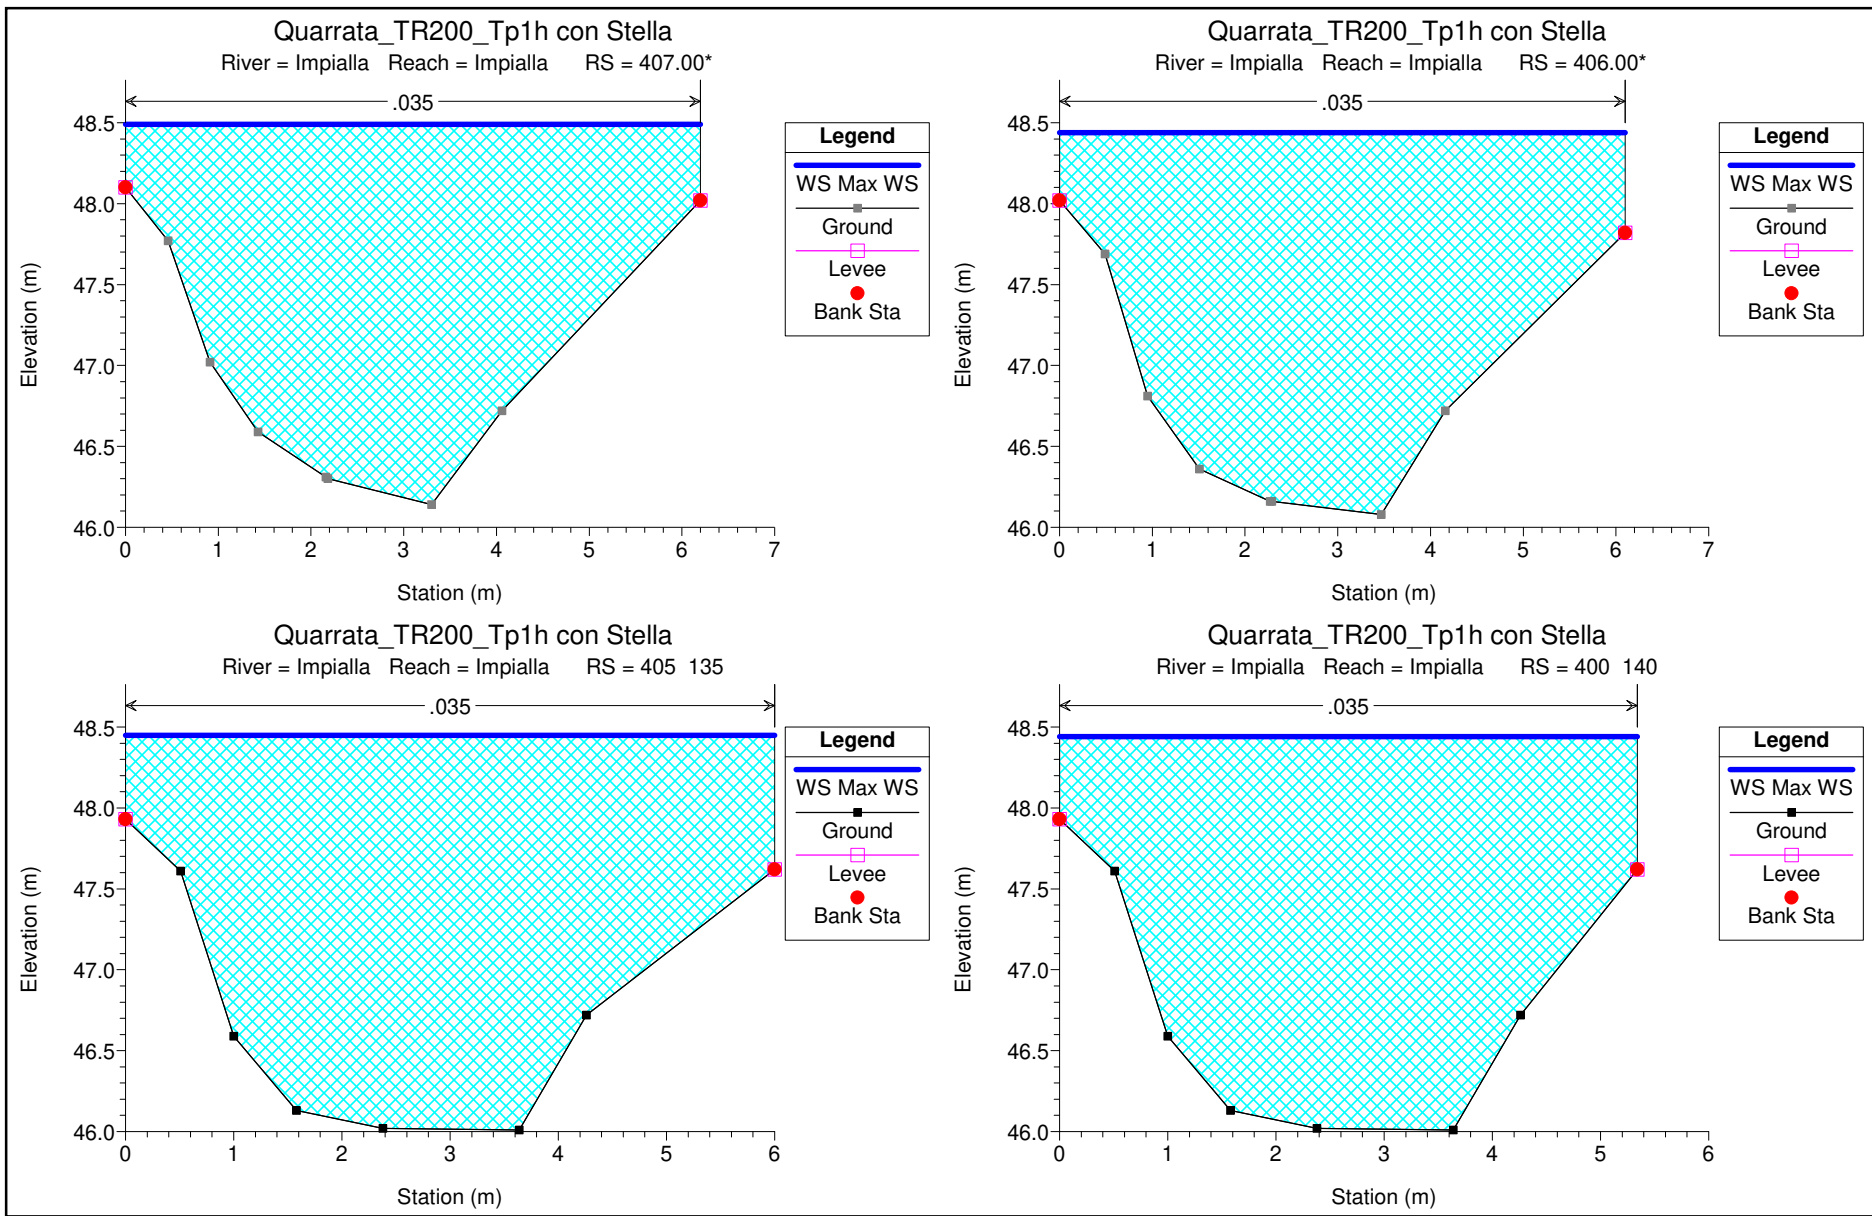 Quarrata_TR200_Tp1h con Stella
River = Impialla Reach = Impialla RS = 407.00*
.035
48.5
48.0
47.5
47.0
46.5
46.0
Elevation (m)
0 1 2 3 4 5 6 7
Station (m)
Legend
WS Max WS
Ground
Levee
Bank Sta
Quarrata_TR200_Tp1h con Stella
River = Impialla Reach = Impialla RS = 406.00*
.035
48.5
48.0
47.5
47.0
46.5
46.0
Elevation (m)
0 1 2 3 4 5 6 7
Station (m)
Legend
WS Max WS
Ground
Levee
Bank Sta
Quarrata_TR200_Tp1h con Stella
River = Impialla Reach = Impialla RS = 405 135
.035
48.5
48.0
47.5
47.0
46.5
46.0
Elevation (m)
0 1 2 3 4 5 6
Station (m)
Legend
WS Max WS
Ground
Levee
Bank Sta
Quarrata_TR200_Tp1h con Stella
River = Impialla Reach = Impialla RS = 400 140
.035
48.5
48.0
47.5
47.0
46.5
46.0
Elevation (m)
0 1 2 3 4 5 6
Station (m)
Legend
WS Max WS
Ground
Levee
Bank Sta